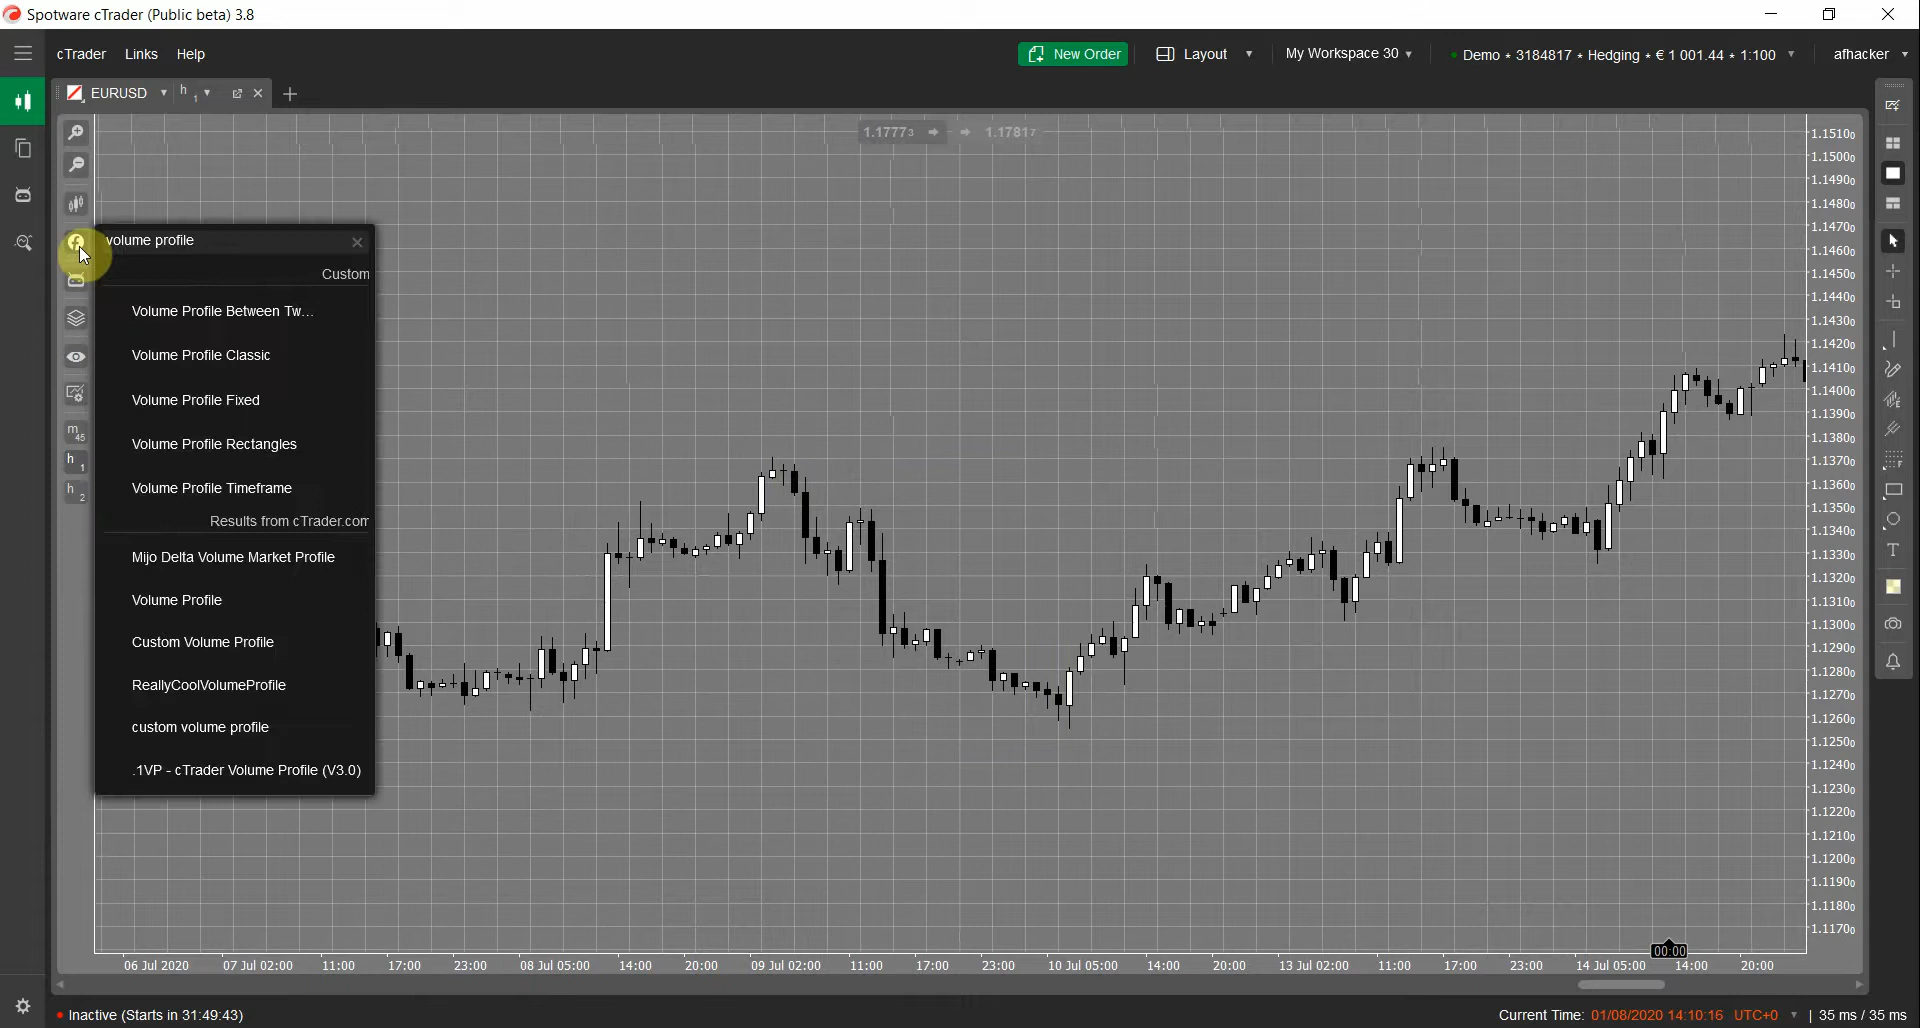 Spotware cTrader (Public beta) 3.8
cTrader Links Help New Order Layout My Workspace 30 Demo • 3184817 • Hedging • € 1 001.44 • 1:100 afhacker
EURUSD h 1
1.17773 1.18177
volume profile
Custom
Volume Profile Between Tw...
Volume Profile Classic
Volume Profile Fixed
Volume Profile Rectangles
Volume Profile Timeframe
Results from cTrader.com
Mijo Delta Volume Market Profile
Volume Profile
Custom Volume Profile
ReallyCoolVolumeProfile
custom volume profile
.1VP - cTrader Volume Profile (V3.0)
m 45
h 1
h 2
T
1.15100
1.15000
1.14900
1.14800
1.14700
1.14600
1.14500
1.14400
1.14300
1.14200
1.14100
1.14000
1.13900
1.13800
1.13700
1.13600
1.13500
1.13400
1.13300
1.13200
1.13100
1.13000
1.12900
1.12800
1.12700
1.12600
1.12500
1.12400
1.12300
1.12200
1.12100
1.12000
1.11900
1.11800
1.11700
00:00
06 Jul 2020 07 Jul 02:00 11:00 17:00 23:00 08 Jul 05:00 14:00 20:00 09 Jul 02:00 11:00 17:00 23:00 10 Jul 05:00 14:00 20:00 13 Jul 02:00 11:00 17:00 23:00 14 Jul 05:00 14:00 20:00
Inactive (Starts in 31:49:43) Current Time: 01/08/2020 14:10:16 UTC+0 | 35 ms / 35 ms